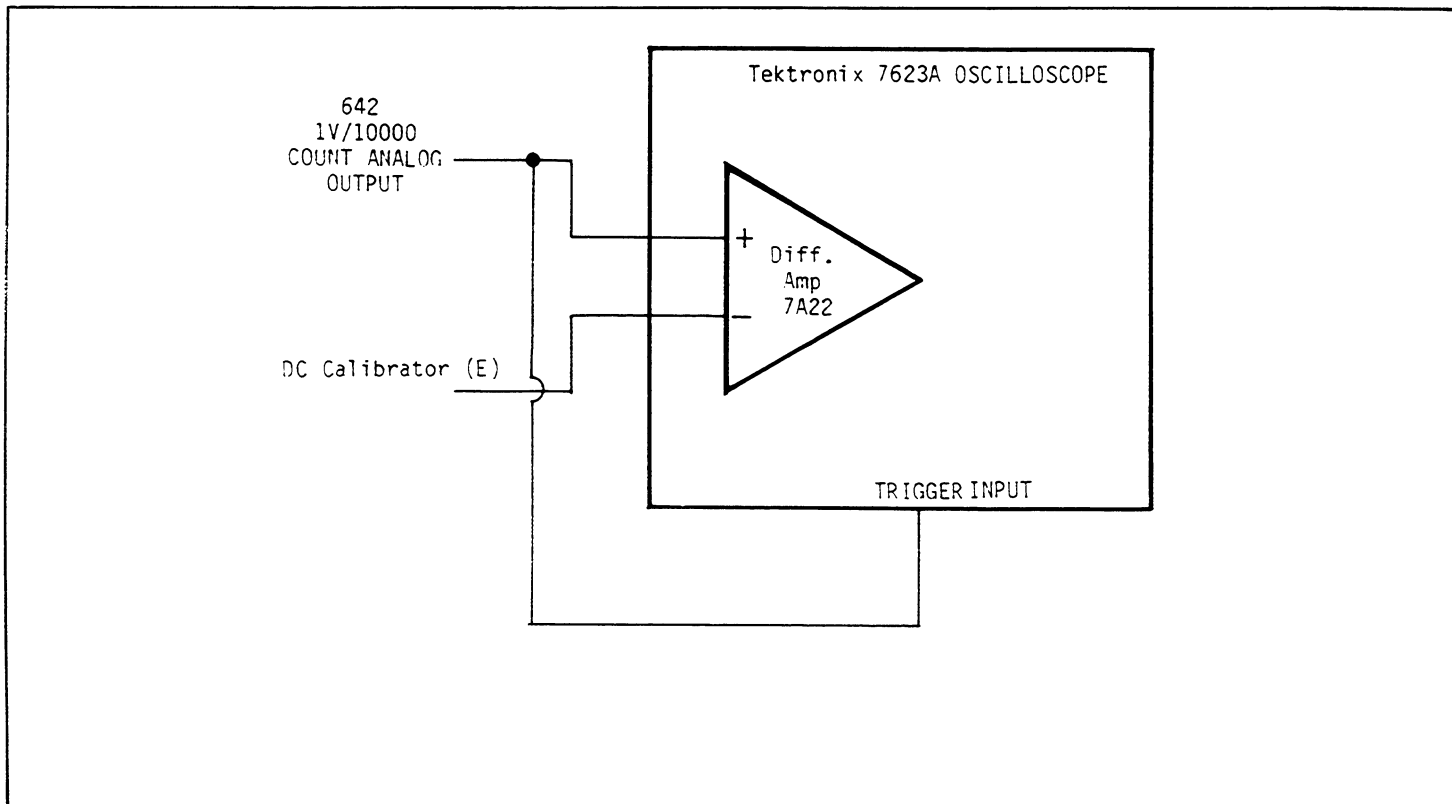 Tektronix 7623A OSCILLOSCOPE
642
1V/10000
COUNT ANALOG
OUTPUT
+
Diff.
Amp
7A22
−
DC Calibrator (E)
TRIGGER INPUT